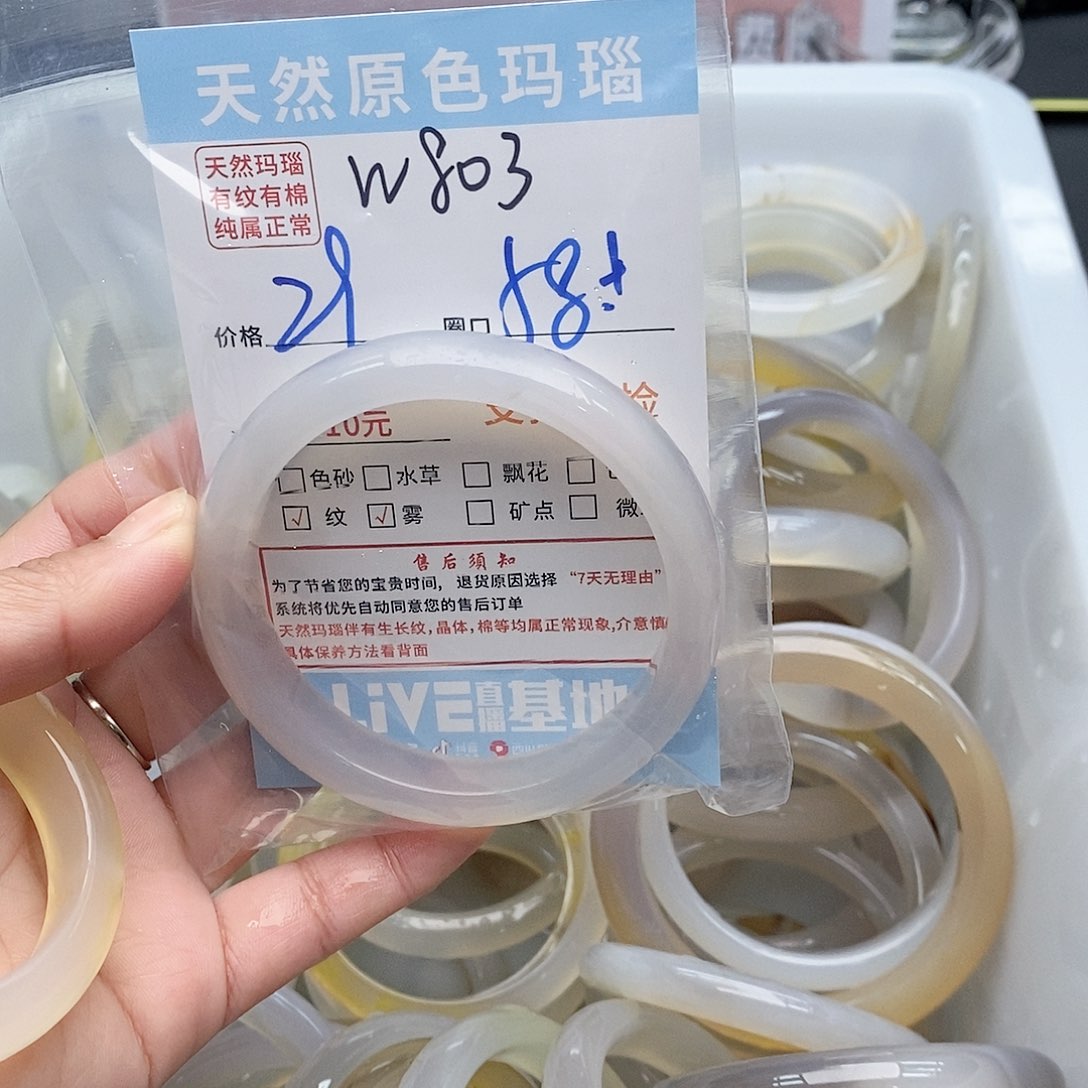 天然原色玛瑙
天然玛瑙
有纹有棉
纯属正常
W803
价格 29 圈口 58±
10元
色砂 水草 飘花
√ 纹 √ 雾 矿点 微
售后须知
为了节省您的宝贵时间，退货原因选择“7天无理由”
系统将优先自动同意您的售后订单
天然玛瑙伴有生长纹,晶体,棉等均属正常现象,介意慎
具体保养方法看背面
LiVE直播基地